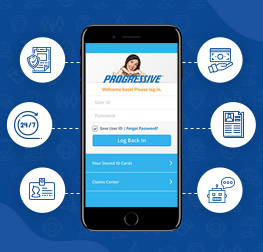 PROGRESSIVE
Welcome back! Please log in.
User ID
Password
Save User ID | Forgot Password?
Log Back In
Your Stored ID Cards
Claims Center
24/7